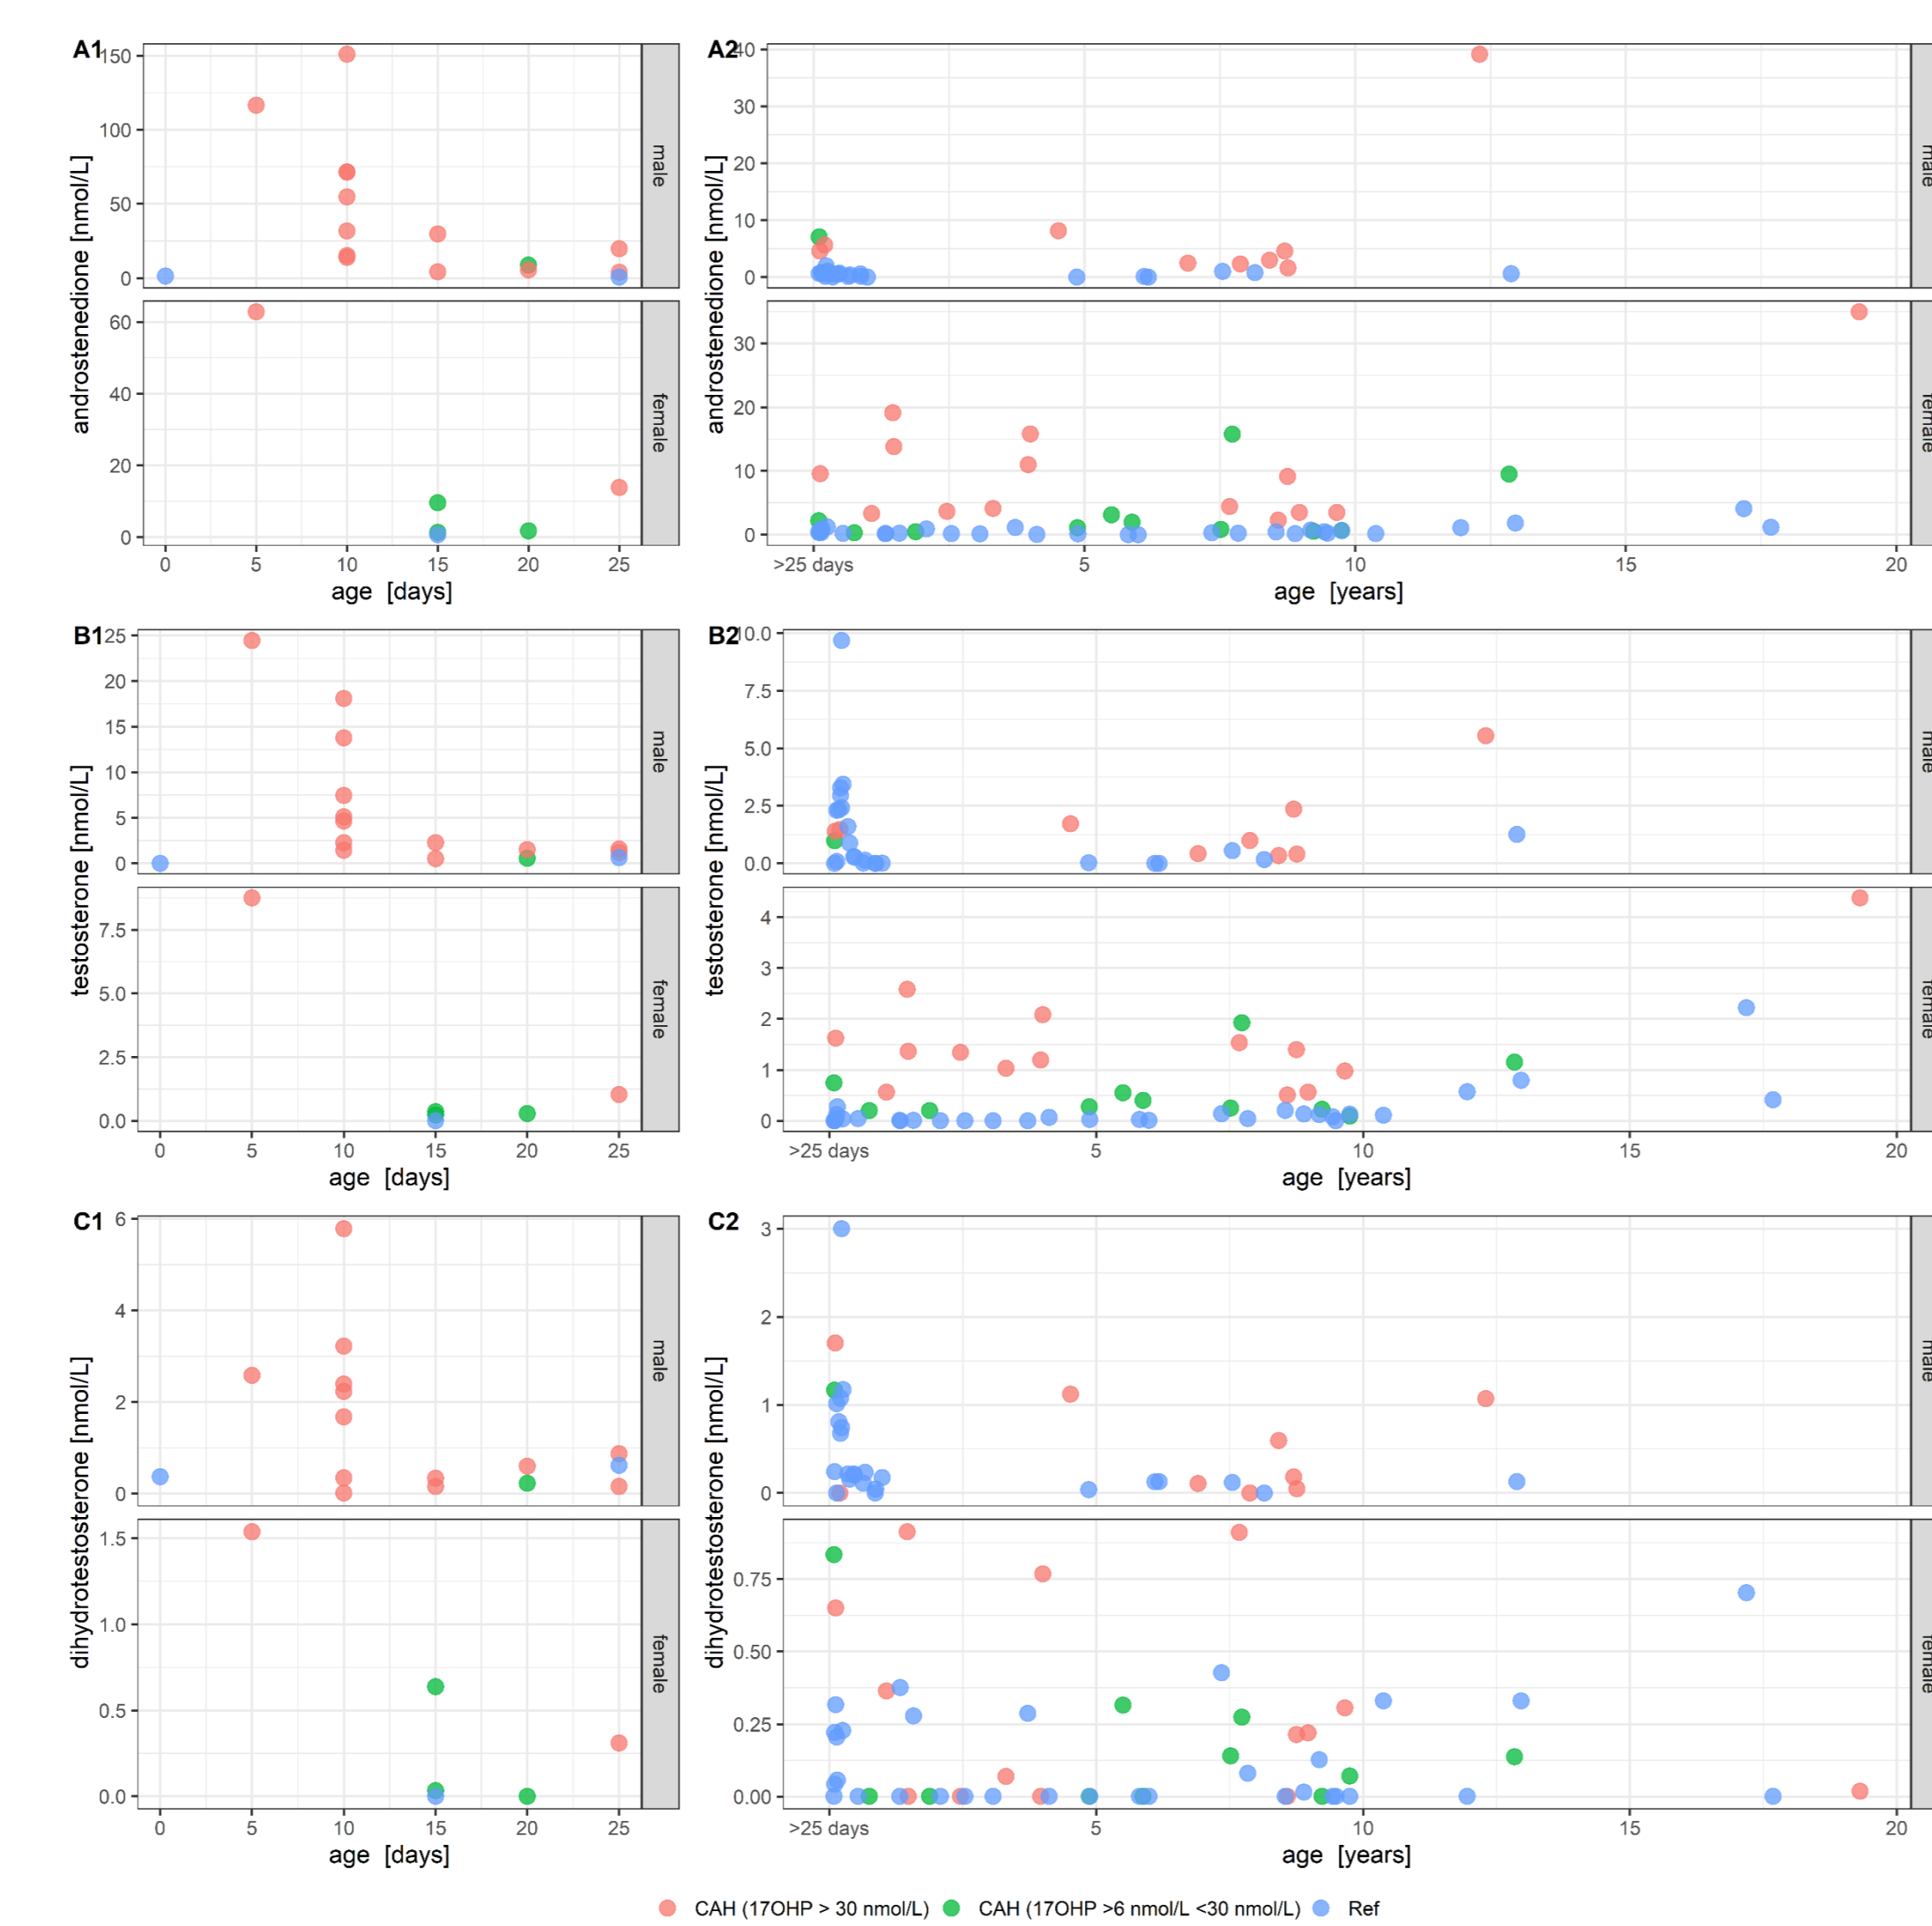 A1
150
100
50
0
androstenedione [nmol/L]
male
60
40
20
0
female
0 5 10 15 20 25
age [days]
A2
40
30
20
10
0
androstenedione [nmol/L]
male
30
20
10
0
female
>25 days 5 10 15 20
age [years]
B1
25
20
15
10
5
0
testosterone [nmol/L]
male
7.5
5.0
2.5
0.0
female
0 5 10 15 20 25
age [days]
B2
10.0
7.5
5.0
2.5
0.0
testosterone [nmol/L]
male
4
3
2
1
0
female
>25 days 5 10 15 20
age [years]
C1
6
4
2
0
dihydrotestosterone [nmol/L]
male
1.5
1.0
0.5
0.0
female
0 5 10 15 20 25
age [days]
C2
3
2
1
0
dihydrotestosterone [nmol/L]
male
0.75
0.50
0.25
0.00
female
>25 days 5 10 15 20
age [years]
CAH (17OHP > 30 nmol/L) CAH (17OHP >6 nmol/L <30 nmol/L) Ref